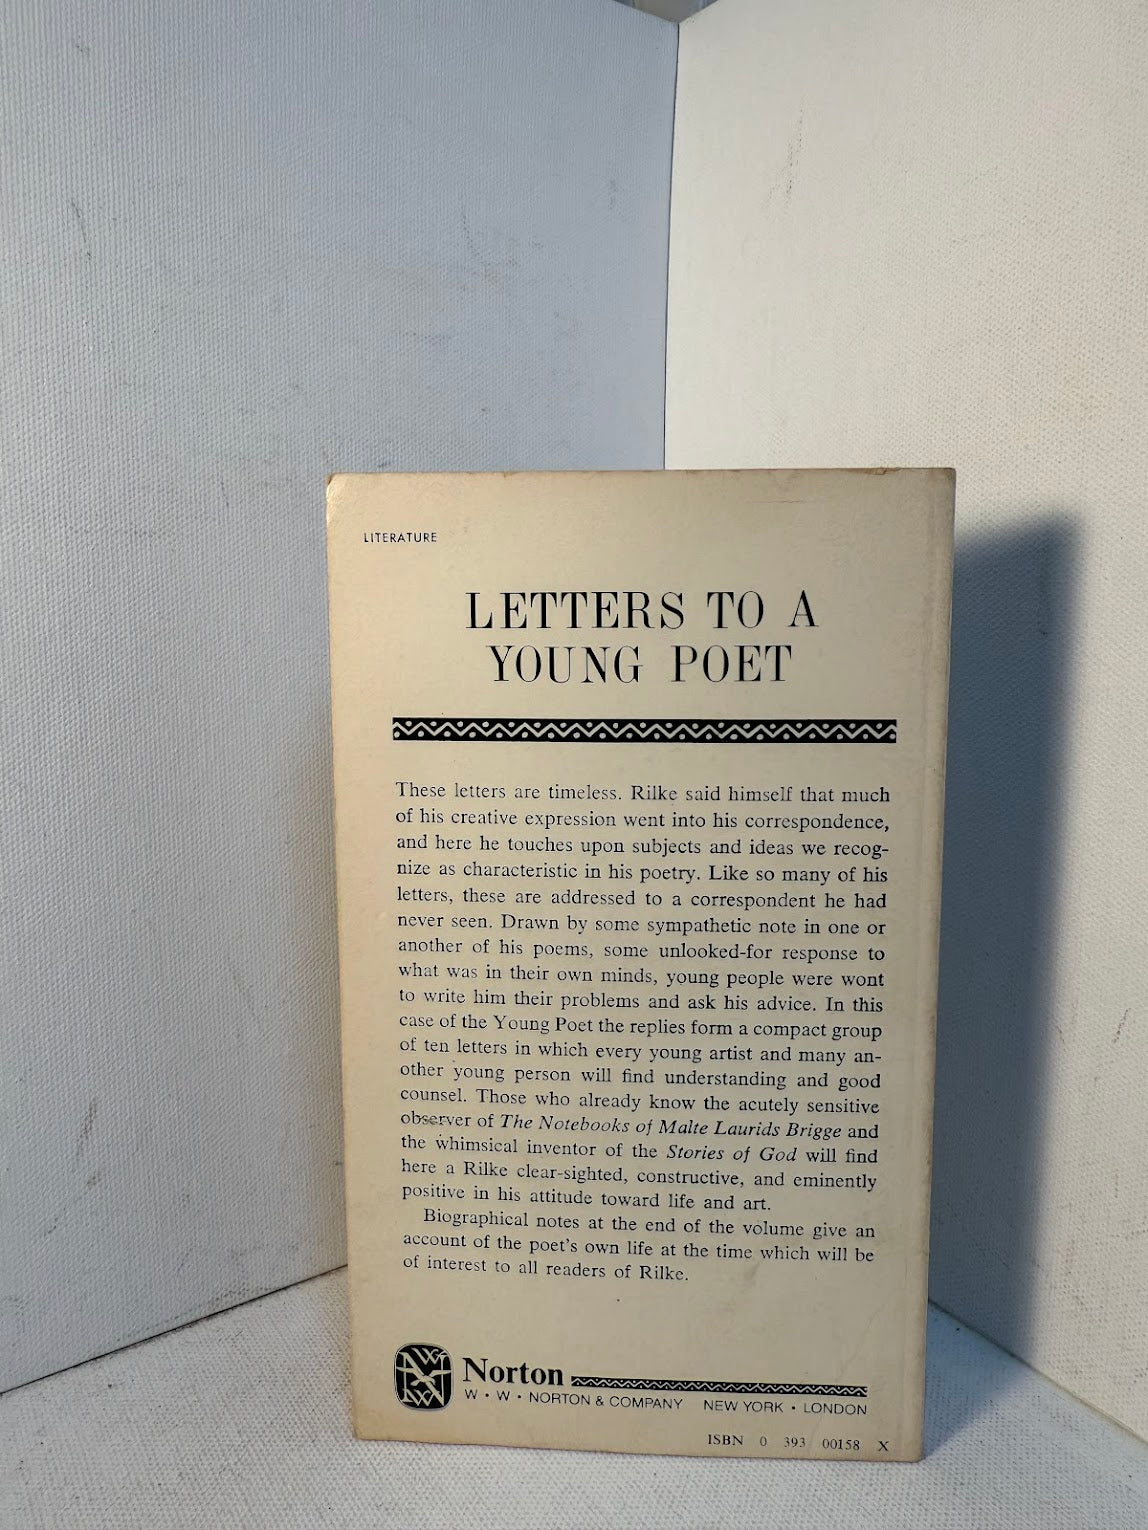 LITERATURE
LETTERS TO A
YOUNG POET
These letters are timeless. Rilke said himself that much
of his creative expression went into his correspondence,
and here he touches upon subjects and ideas we recog-
nize as characteristic in his poetry. Like so many of his
letters, these are addressed to a correspondent he had
never seen. Drawn by some sympathetic note in one or
another of his poems, some unlooked-for response to
what was in their own minds, young people were wont
to write him their problems and ask his advice. In this
case of the Young Poet the replies form a compact group
of ten letters in which every young artist and many an-
other young person will find understanding and good
counsel. Those who already know the acutely sensitive
observer of The Notebooks of Malte Laurids Brigge and
the whimsical inventor of the Stories of God will find
here a Rilke clear-sighted, constructive, and eminently
positive in his attitude toward life and art.
Biographical notes at the end of the volume give an
account of the poet's own life at the time which will be
of interest to all readers of Rilke.
Norton
W • W • NORTON & COMPANY NEW YORK • LONDON
ISBN 0 393 00158 X